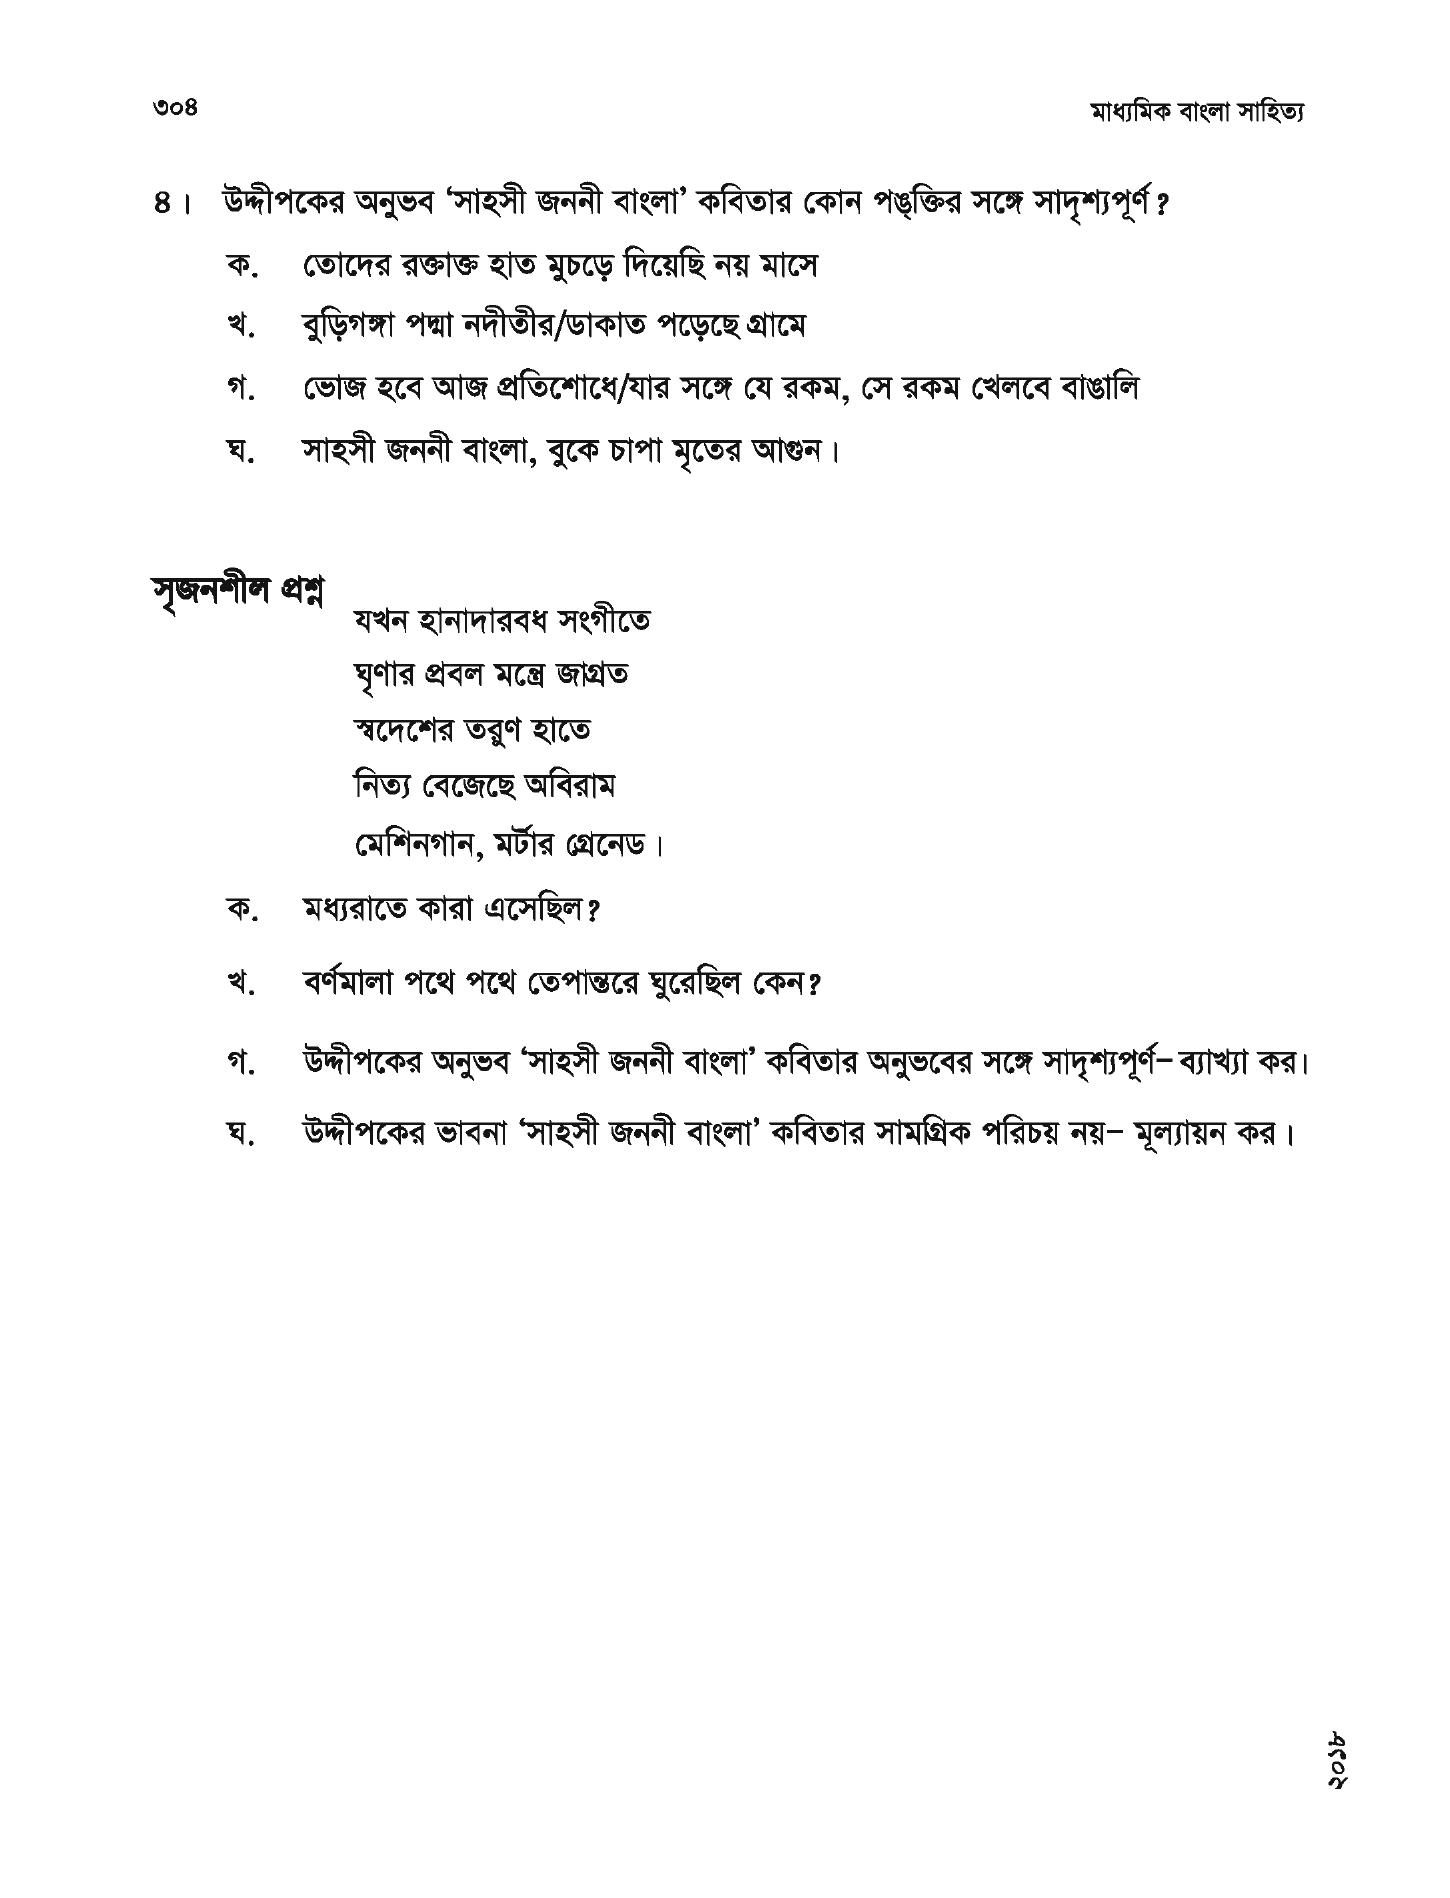 ৩০৪
মাধ্যমিক বাংলা সাহিত্য
৪। উদ্দীপকের অনুভব ‘সাহসী জননী বাংলা’ কবিতার কোন পঙ্‌ক্তির সঙ্গে সাদৃশ্যপূর্ণ?
ক. তোদের রক্তাক্ত হাত মুচড়ে দিয়েছি নয় মাসে
খ. বুড়িগঙ্গা পদ্মা নদীতীর/ডাকাত পড়েছে গ্রামে
গ. ভোজ হবে আজ প্রতিশোধে/যার সঙ্গে যে রকম, সে রকম খেলবে বাঙালি
ঘ. সাহসী জননী বাংলা, বুকে চাপা মৃতের আগুন।
সৃজনশীল প্রশ্ন
যখন হানাদারবধ সংগীতে
ঘৃণার প্রবল মন্ত্রে জাগ্রত
স্বদেশের তরুণ হাতে
নিত্য বেজেছে অবিরাম
মেশিনগান, মর্টার গ্রেনেড।
ক. মধ্যরাতে কারা এসেছিল?
খ. বর্ণমালা পথে পথে তেপান্তরে ঘুরেছিল কেন?
গ. উদ্দীপকের অনুভব ‘সাহসী জননী বাংলা’ কবিতার অনুভবের সঙ্গে সাদৃশ্যপূর্ণ– ব্যাখ্যা কর।
ঘ. উদ্দীপকের ভাবনা ‘সাহসী জননী বাংলা’ কবিতার সামগ্রিক পরিচয় নয়– মূল্যায়ন কর।
২০১৮